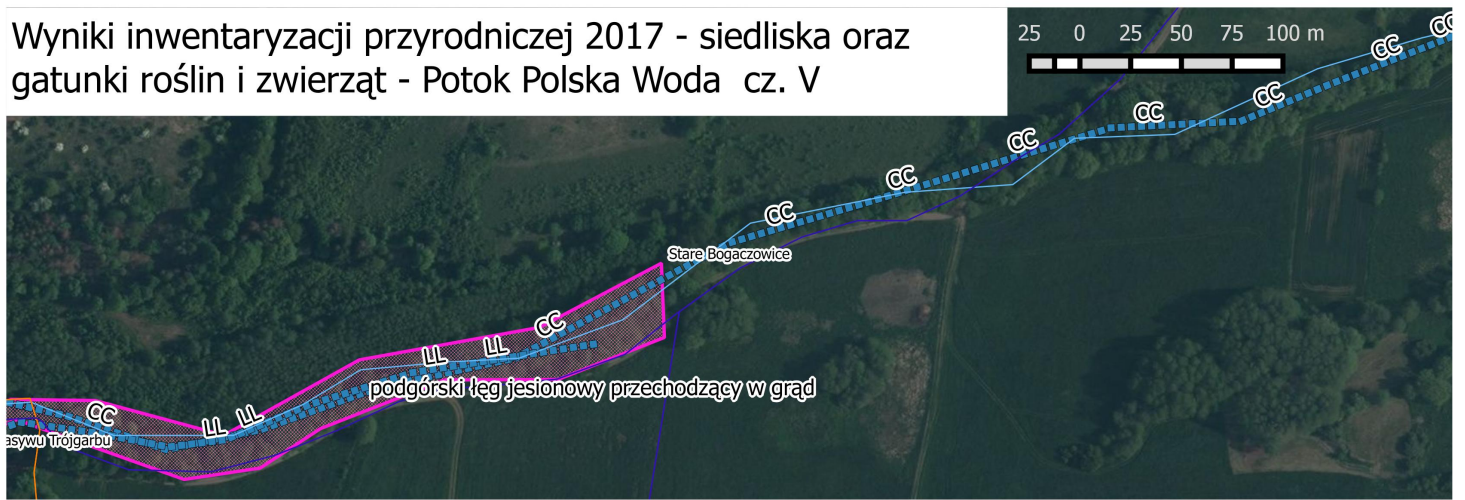 Wyniki inwentaryzacji przyrodniczej 2017 - siedliska oraz
gatunki roślin i zwierząt - Potok Polska Woda cz. V
25 0 25 50 75 100 m
CC
CC
CC
CC
CC
CC
CC
Stare Bogaczowice
CC
LL
LL
podgórski łęg jesionowy przechodzący w grąd
CC
LL
LL
asywu Trójgarbu